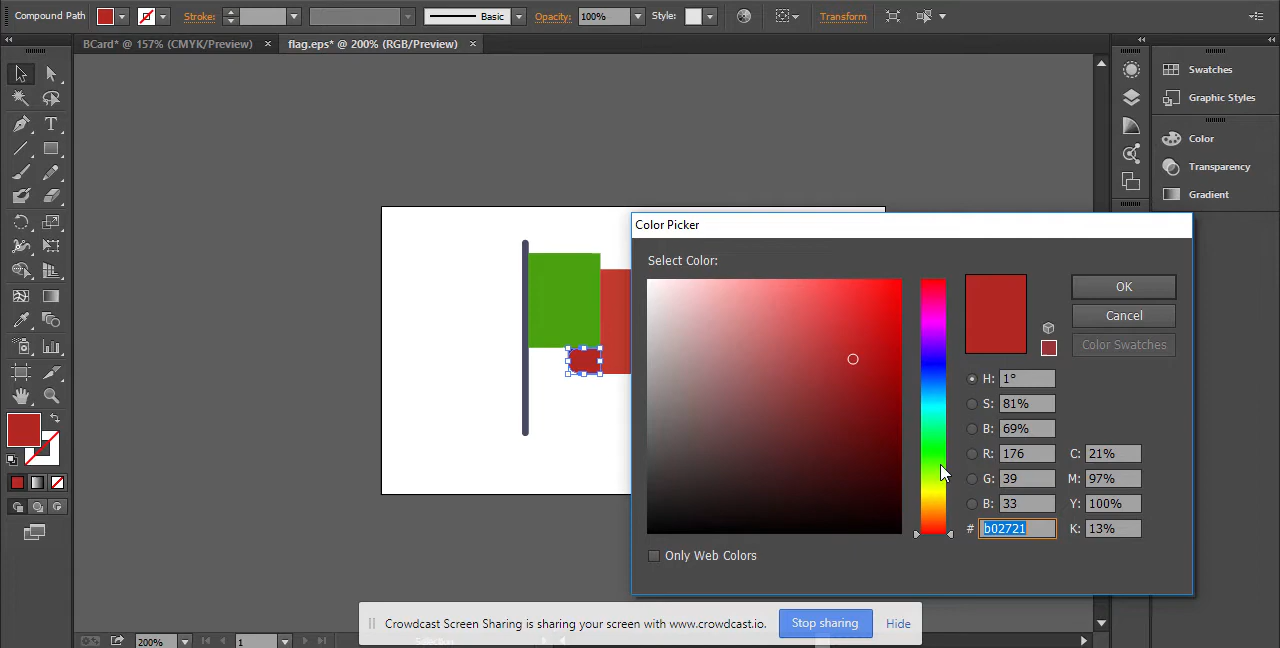 Compound Path Stroke: Basic Opacity: 100% Style: Transform
BCard* @ 157% (CMYK/Preview) × flag.eps* @ 200% (RGB/Preview) ×
Swatches
Graphic Styles
Color
Transparency
Gradient
Color Picker
Select Color:
OK
Cancel
Color Swatches
H: 1°
S: 81%
B: 69%
R: 176 C: 21%
G: 39 M: 97%
B: 33 Y: 100%
# b02721 K: 13%
Only Web Colors
Crowdcast Screen Sharing is sharing your screen with www.crowdcast.io. Stop sharing Hide
200% 1 Selection